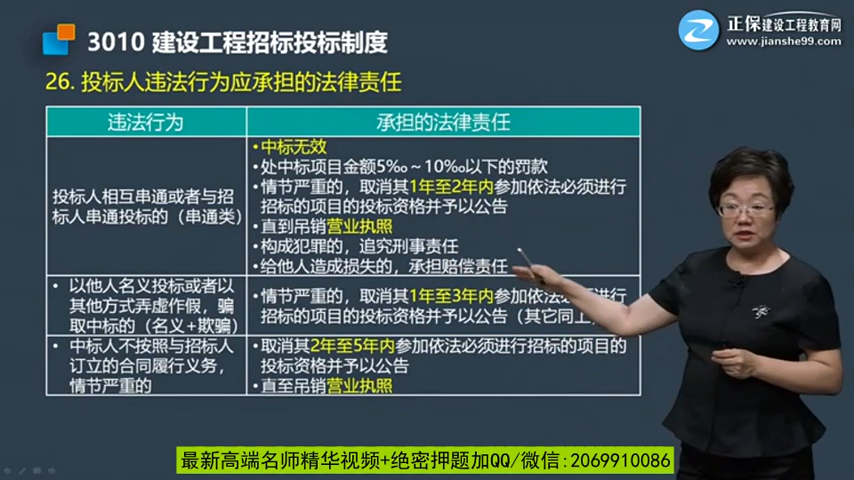 3010 建设工程招标投标制度
正保建设工程教育网
www.jianshe99.com
26. 投标人违法行为应承担的法律责任
违法行为
承担的法律责任
投标人相互串通或者与招
标人串通投标的（串通类）
•中标无效
•处中标项目金额5‰～10‰以下的罚款
•情节严重的，取消其1年至2年内参加依法必须进行
招标的项目的投标资格并予以公告
•直到吊销营业执照
•构成犯罪的，追究刑事责任
•给他人造成损失的，承担赔偿责任
• 以他人名义投标或者以
其他方式弄虚作假，骗
取中标的（名义+欺骗）
•情节严重的，取消其1年至3年内参加依法必须进行
招标的项目的投标资格并予以公告（其它同上）
• 中标人不按照与招标人
订立的合同履行义务，
情节严重的
•取消其2年至5年内参加依法必须进行招标的项目的
投标资格并予以公告
•直至吊销营业执照
最新高端名师精华视频+绝密押题加QQ/微信:2069910086